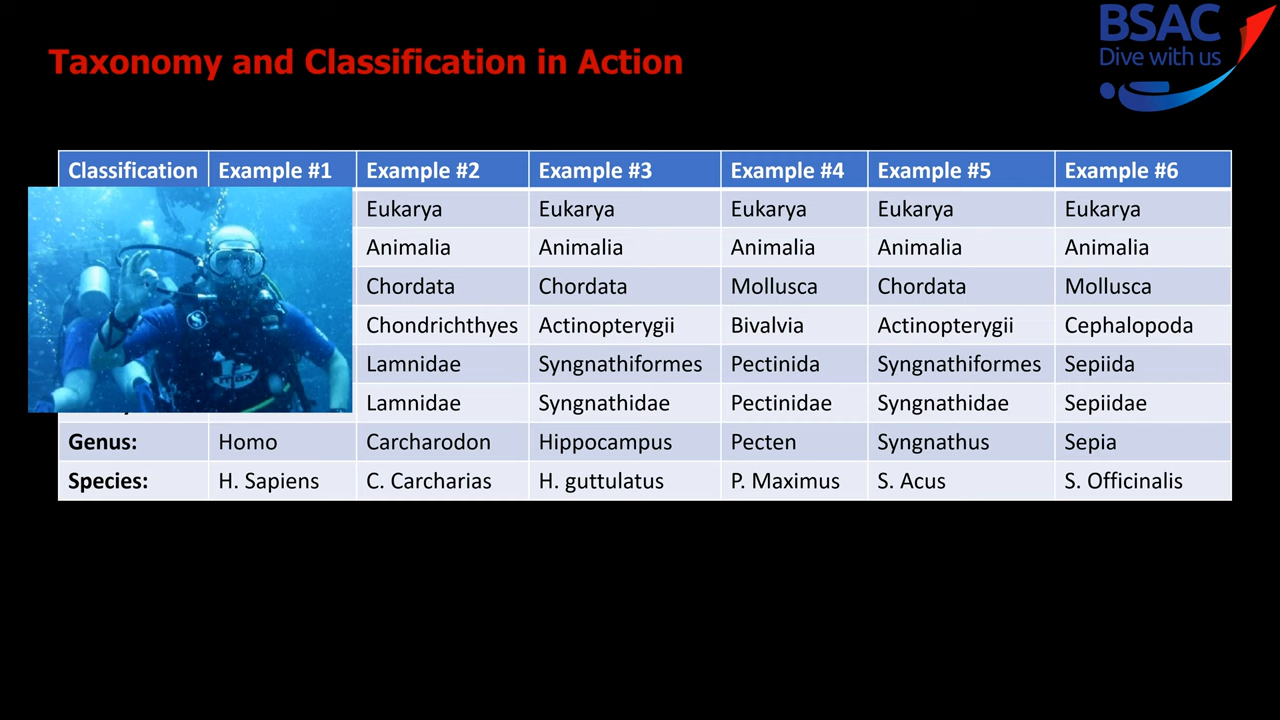 Taxonomy and Classification in Action
BSAC
Dive with us
Classification Example #1 Example #2 Example #3 Example #4 Example #5 Example #6
Eukarya Eukarya Eukarya Eukarya Eukarya
Animalia Animalia Animalia Animalia Animalia
Chordata Chordata Mollusca Chordata Mollusca
Chondrichthyes Actinopterygii Bivalvia Actinopterygii Cephalopoda
Lamnidae Syngnathiformes Pectinida Syngnathiformes Sepiida
Lamnidae Syngnathidae Pectinidae Syngnathidae Sepiidae
Genus: Homo Carcharodon Hippocampus Pecten Syngnathus Sepia
Species: H. Sapiens C. Carcharias H. guttulatus P. Maximus S. Acus S. Officinalis